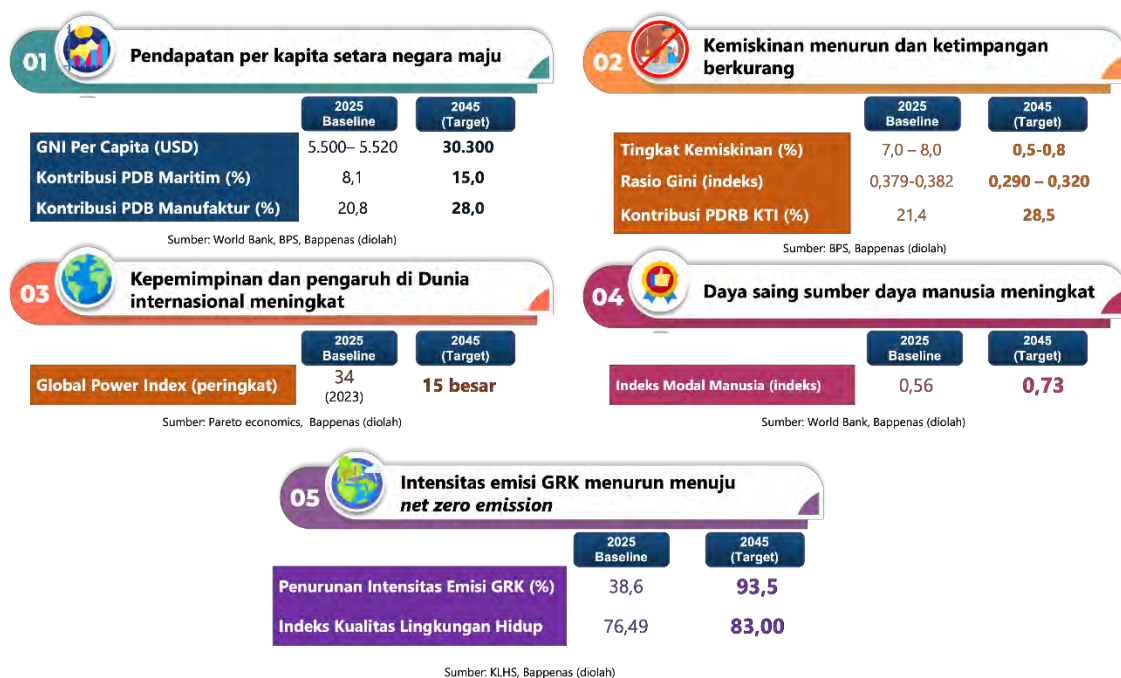 01
Pendapatan per kapita setara negara maju
2025 Baseline
2045 (Target)
GNI Per Capita (USD) 5.500– 5.520 30.300
Kontribusi PDB Maritim (%) 8,1 15,0
Kontribusi PDB Manufaktur (%) 20,8 28,0
Sumber: World Bank, BPS, Bappenas (diolah)
02
Kemiskinan menurun dan ketimpangan
berkurang
2025 Baseline
2045 (Target)
Tingkat Kemiskinan (%) 7,0 – 8,0 0,5-0,8
Rasio Gini (indeks) 0,379-0,382 0,290 – 0,320
Kontribusi PDRB KTI (%) 21,4 28,5
Sumber: BPS, Bappenas (diolah)
03
Kepemimpinan dan pengaruh di Dunia
internasional meningkat
2025 Baseline
2045 (Target)
Global Power Index (peringkat) 34 (2023) 15 besar
Sumber: Pareto economics, Bappenas (diolah)
04
Daya saing sumber daya manusia meningkat
2025 Baseline
2045 (Target)
Indeks Modal Manusia (indeks) 0,56 0,73
Sumber: World Bank, Bappenas (diolah)
05
Intensitas emisi GRK menurun menuju
net zero emission
2025 Baseline
2045 (Target)
Penurunan Intensitas Emisi GRK (%) 38,6 93,5
Indeks Kualitas Lingkungan Hidup 76,49 83,00
Sumber: KLHS, Bappenas (diolah)